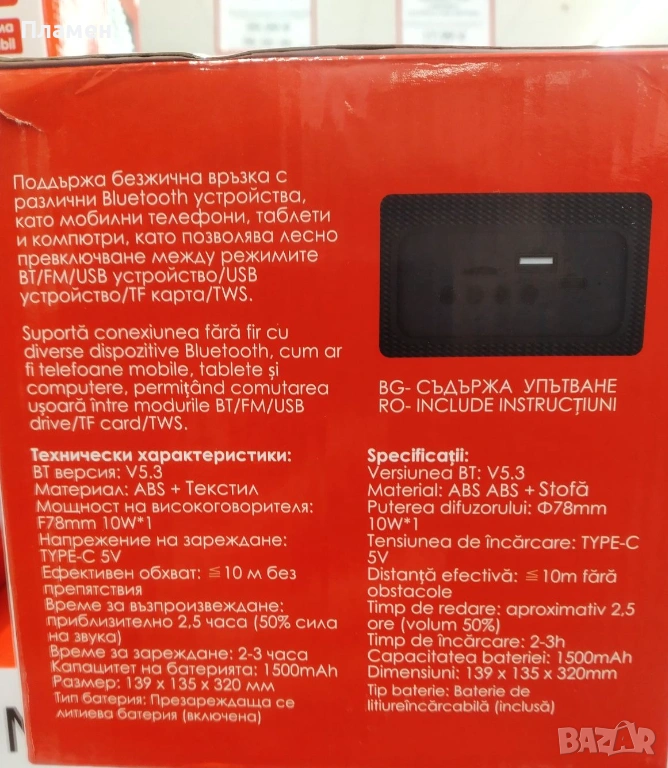 Пламен
Поддържа безжична връзка с
различни Bluetooth устройства,
като мобилни телефони, таблети
и компютри, като позволява лесно
превключване между режимите
BT/FM/USB устройство/USB
устройство/TF карта/TWS.
Suportă conexiunea fără fir cu
diverse dispozitive Bluetooth, cum ar
fi telefoane mobile, tablete și
computere, permițând comutarea
ușoară între modurile BT/FM/USB
drive/TF card/TWS.
BG- СЪДЪРЖА УПЪТВАНЕ
RO- INCLUDE INSTRUCȚIUNI
Технически характеристики:
BT версия: V5.3
Материал: ABS + Текстил
Мощност на високоговорителя:
F78mm 10W*1
Напрежение на зареждане:
TYPE-C 5V
Ефективен обхват: ≦10 м без
препятствия
Време за възпроизвеждане:
приблизително 2,5 часа (50% сила
на звука)
Време за зареждане: 2-3 часа
Капацитет на батерията: 1500mAh
Размер: 139 x 135 x 320 мм
Тип батерия: Презареждаща се
литиева батерия (включена)
Specificații:
Versiunea BT: V5.3
Material: ABS ABS + Stofă
Puterea difuzorului: Φ78mm
10W*1
Tensiunea de încărcare: TYPE-C
5V
Distanță efectivă: ≦10m fără
obstacole
Timp de redare: aproximativ 2,5
ore (volum 50%)
Timp de încărcare: 2-3h
Capacitatea bateriei: 1500mAh
Dimensiuni: 139 x 135 x 320mm
Tip baterie: Baterie de
litiureîncărcabilă (inclusă)
BAZAR